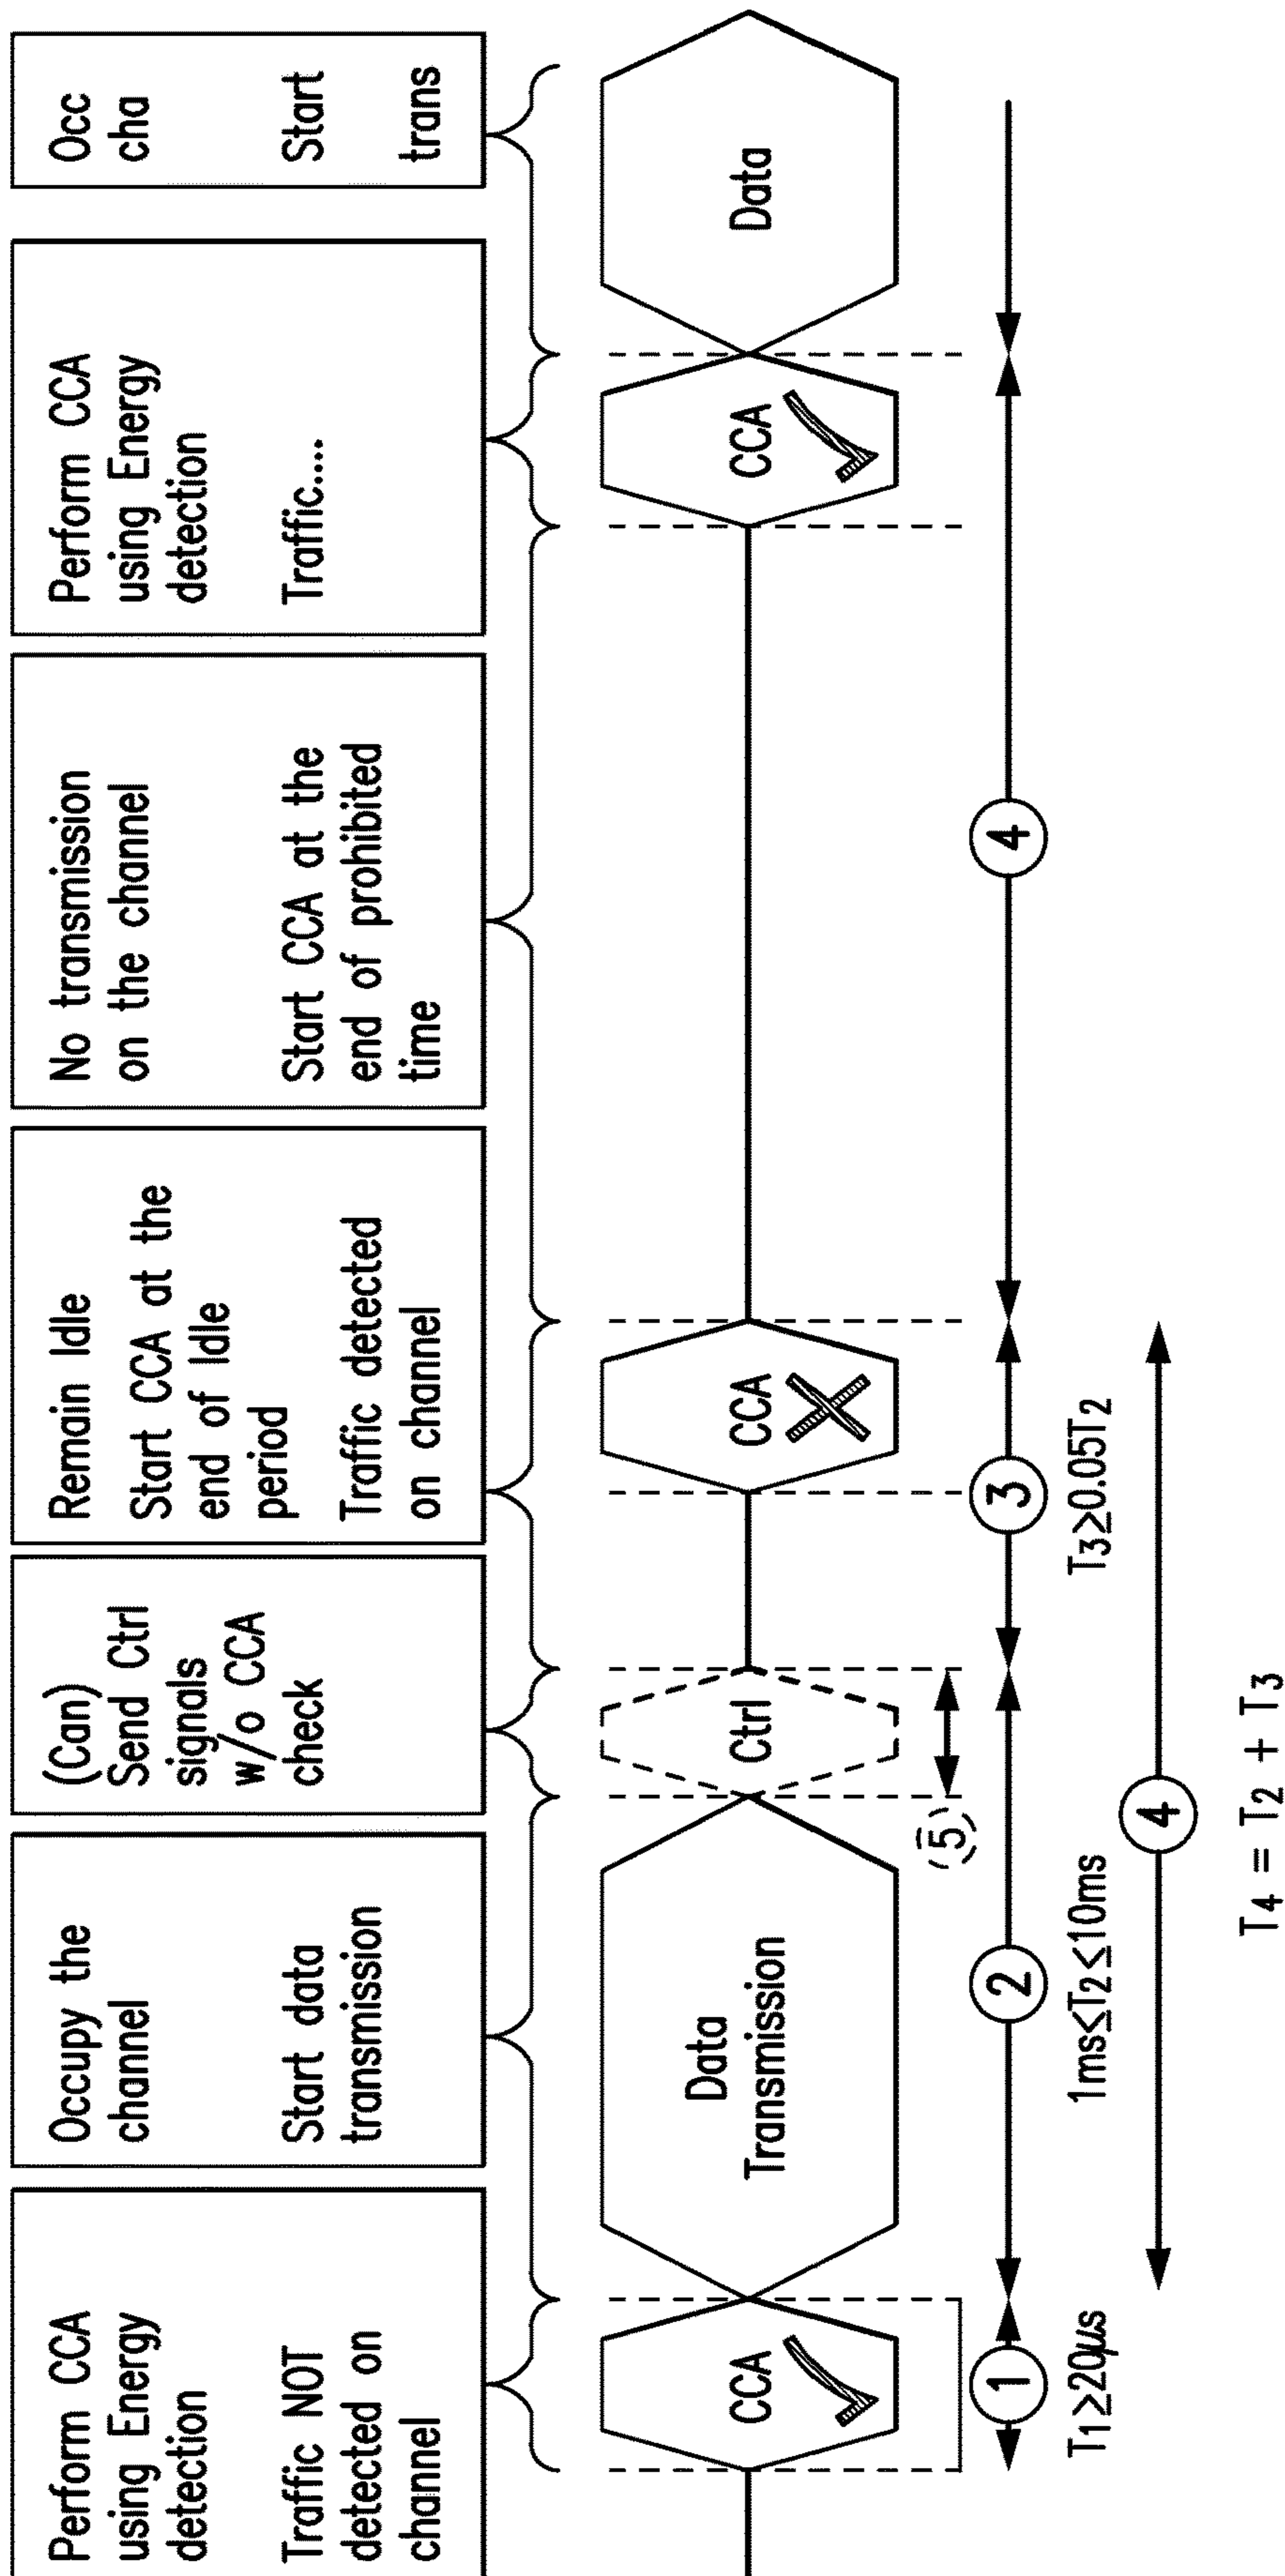 Perform CCA
using Energy
detection
Traffic NOT
detected on
channel
Occupy the
channel
Start data
transmission
(Can)
Send Ctrl
signals
w/o CCA
check
Remain Idle
Start CCA at the
end of Idle
period
Traffic detected
on channel
No transmission
on the channel
Start CCA at the
end of prohibited
time
Perform CCA
using Energy
detection
Traffic....
Occ
cha
Start
trans
CCA
Data
Transmission
Ctrl
CCA
CCA
Data
(5)
1
2
3
4
T1≥20µs
1ms≤T2≤10ms
T3≥0.05T2
4
T4 = T2 + T3